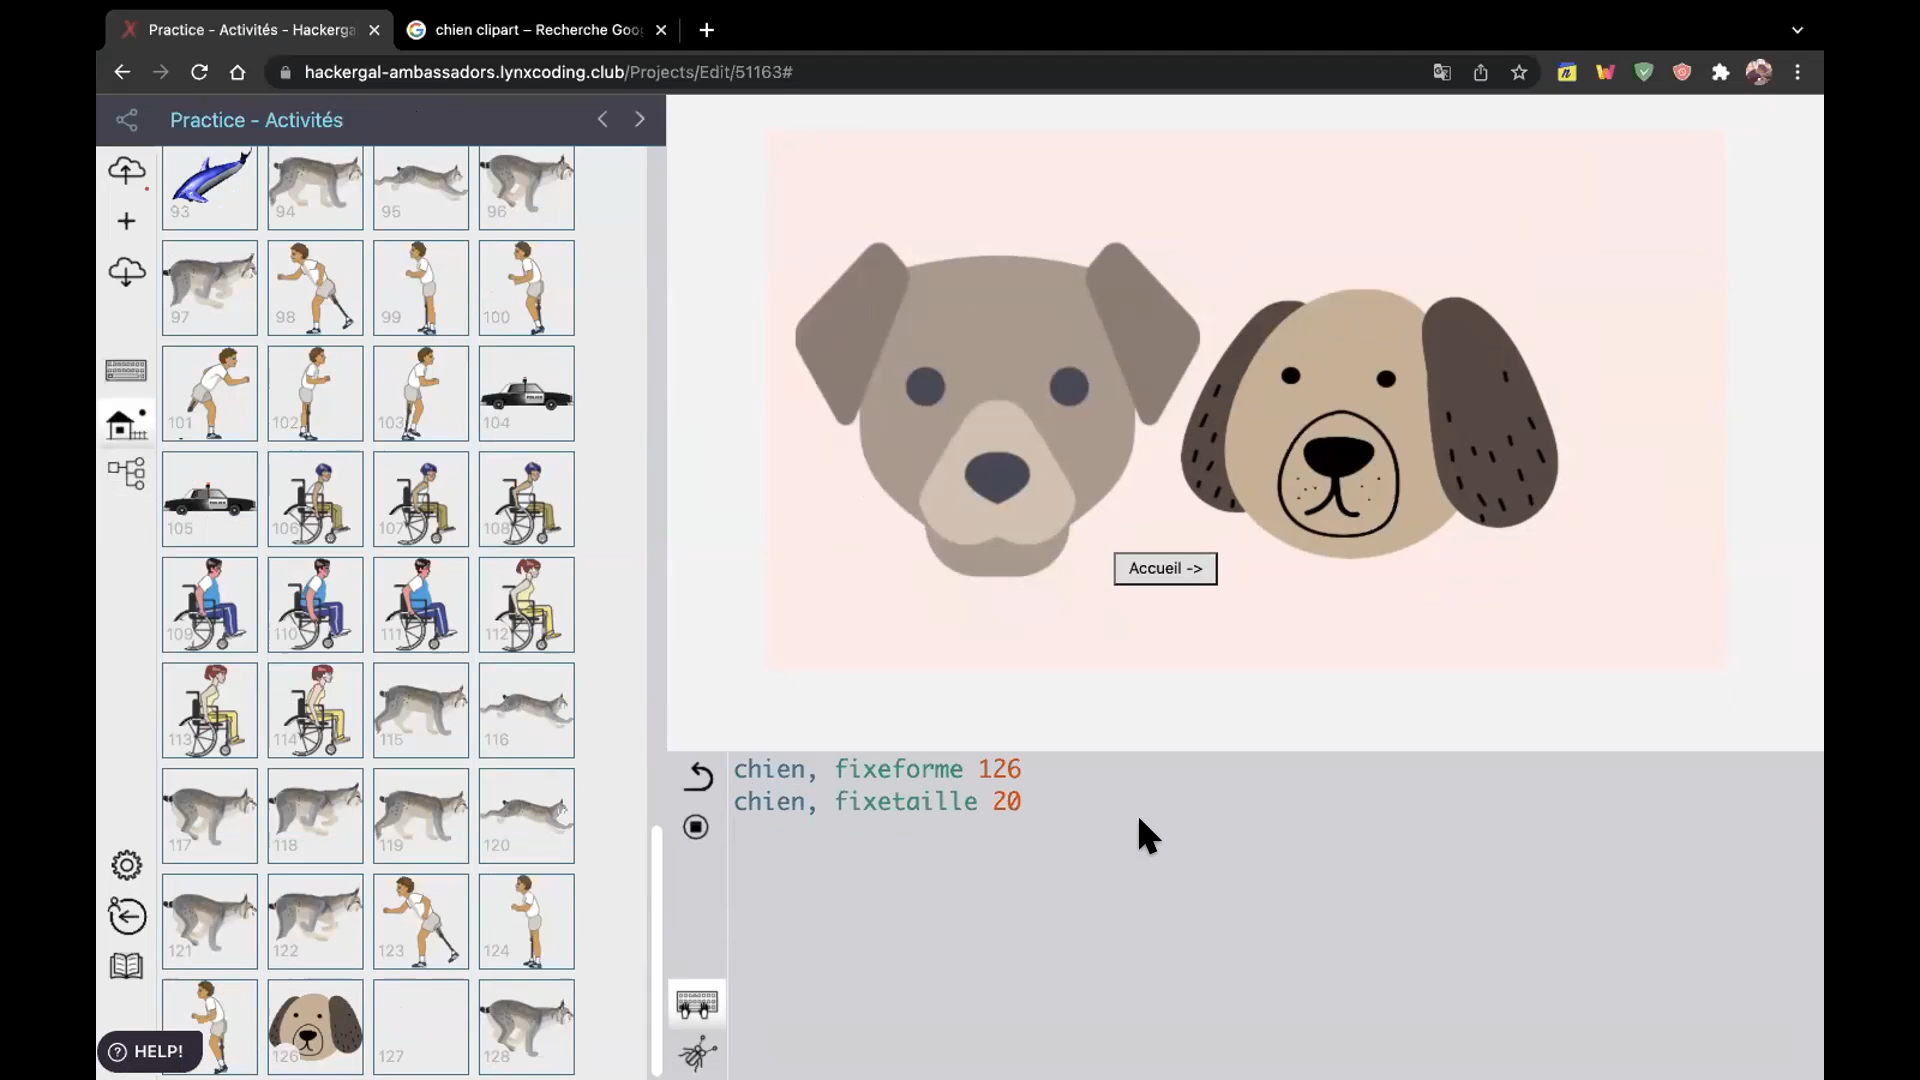 Practice - Activités - Hackerga
chien clipart – Recherche Goo
hackergal-ambassadors.lynxcoding.club/Projects/Edit/51163#
Practice - Activités
93 94 95 96
97 98 99 100
101 102 103 104
105 106 107 108
109 110 111 112
113 114 115 116
117 118 119 120
121 122 123 124
126 127 128
POLICE
POLICE
HELP!
Accueil ->
chien, fixeforme 126
chien, fixetaille 20